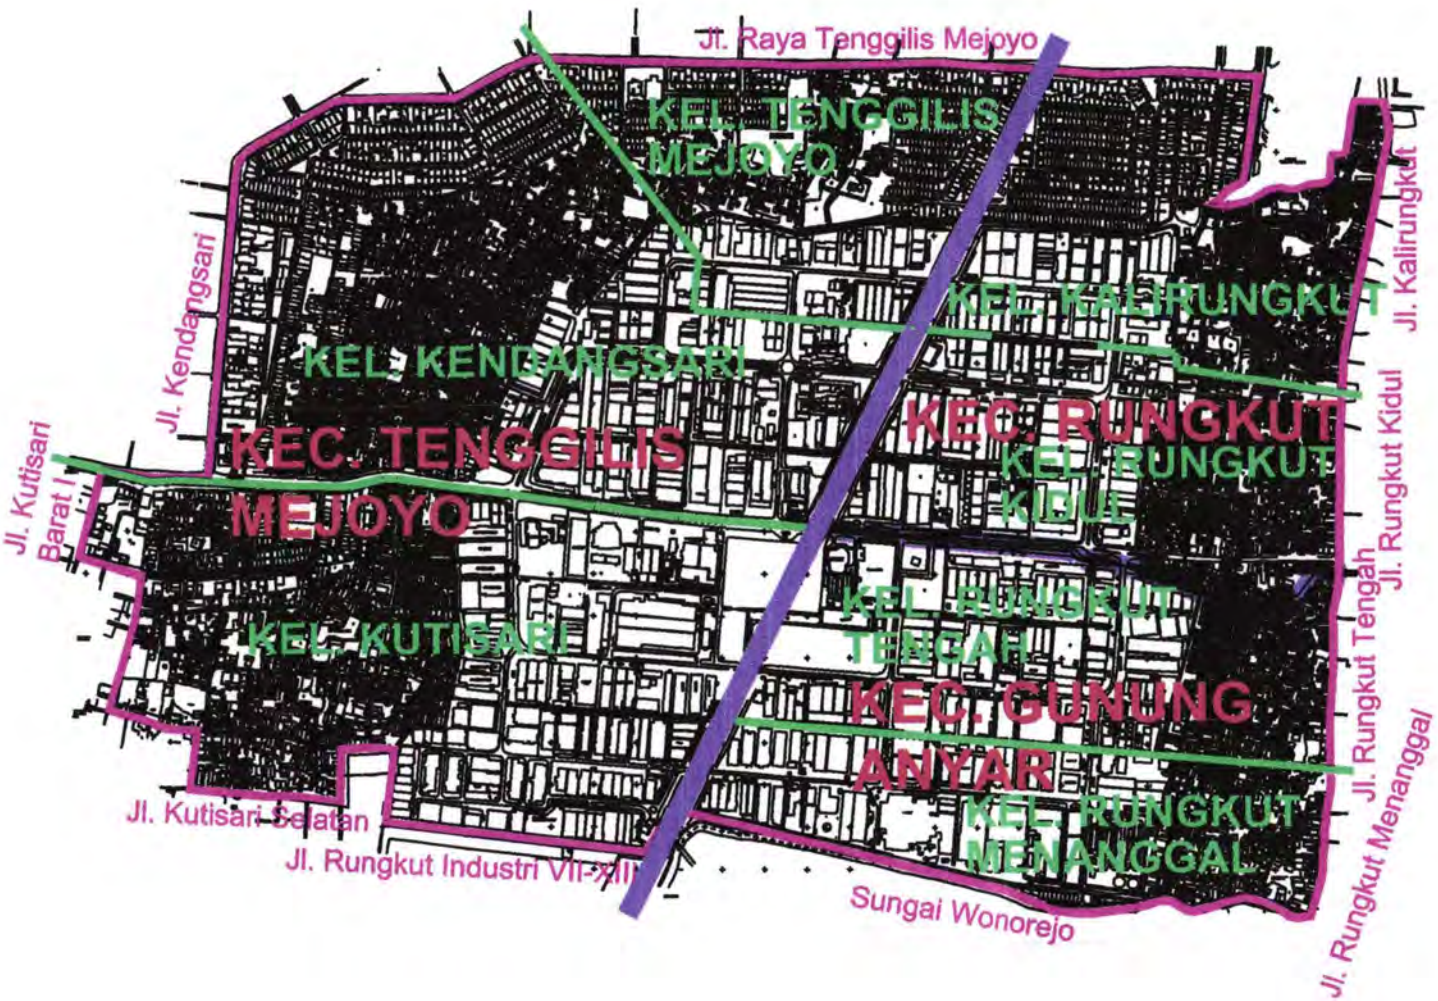 Jl. Raya Tenggilis Mejoyo
KEL. TENGGILIS
MEJOYO
Jl. Kendangsari
Jl. Kalirungkut
KEL. KALIRUNGKUT
KEL. KENDANGSARI
KEC. TENGGILIS
MEJOYO
KEC. RUNGKUT
KEL. RUNGKUT
KIDUL
Jl. Rungkut Kidul
Jl. Kutisari
Barat I
KEL. KUTISARI
KEL. RUNGKUT
TENGAH
Jl. Rungkut Tengah
KEC. GUNUNG
ANYAR
KEL. RUNGKUT
MENANGGAL
Jl. Kutisari Selatan
Jl. Rungkut Industri VII-XIII
Sungai Wonorejo
Jl. Rungkut Menanggal